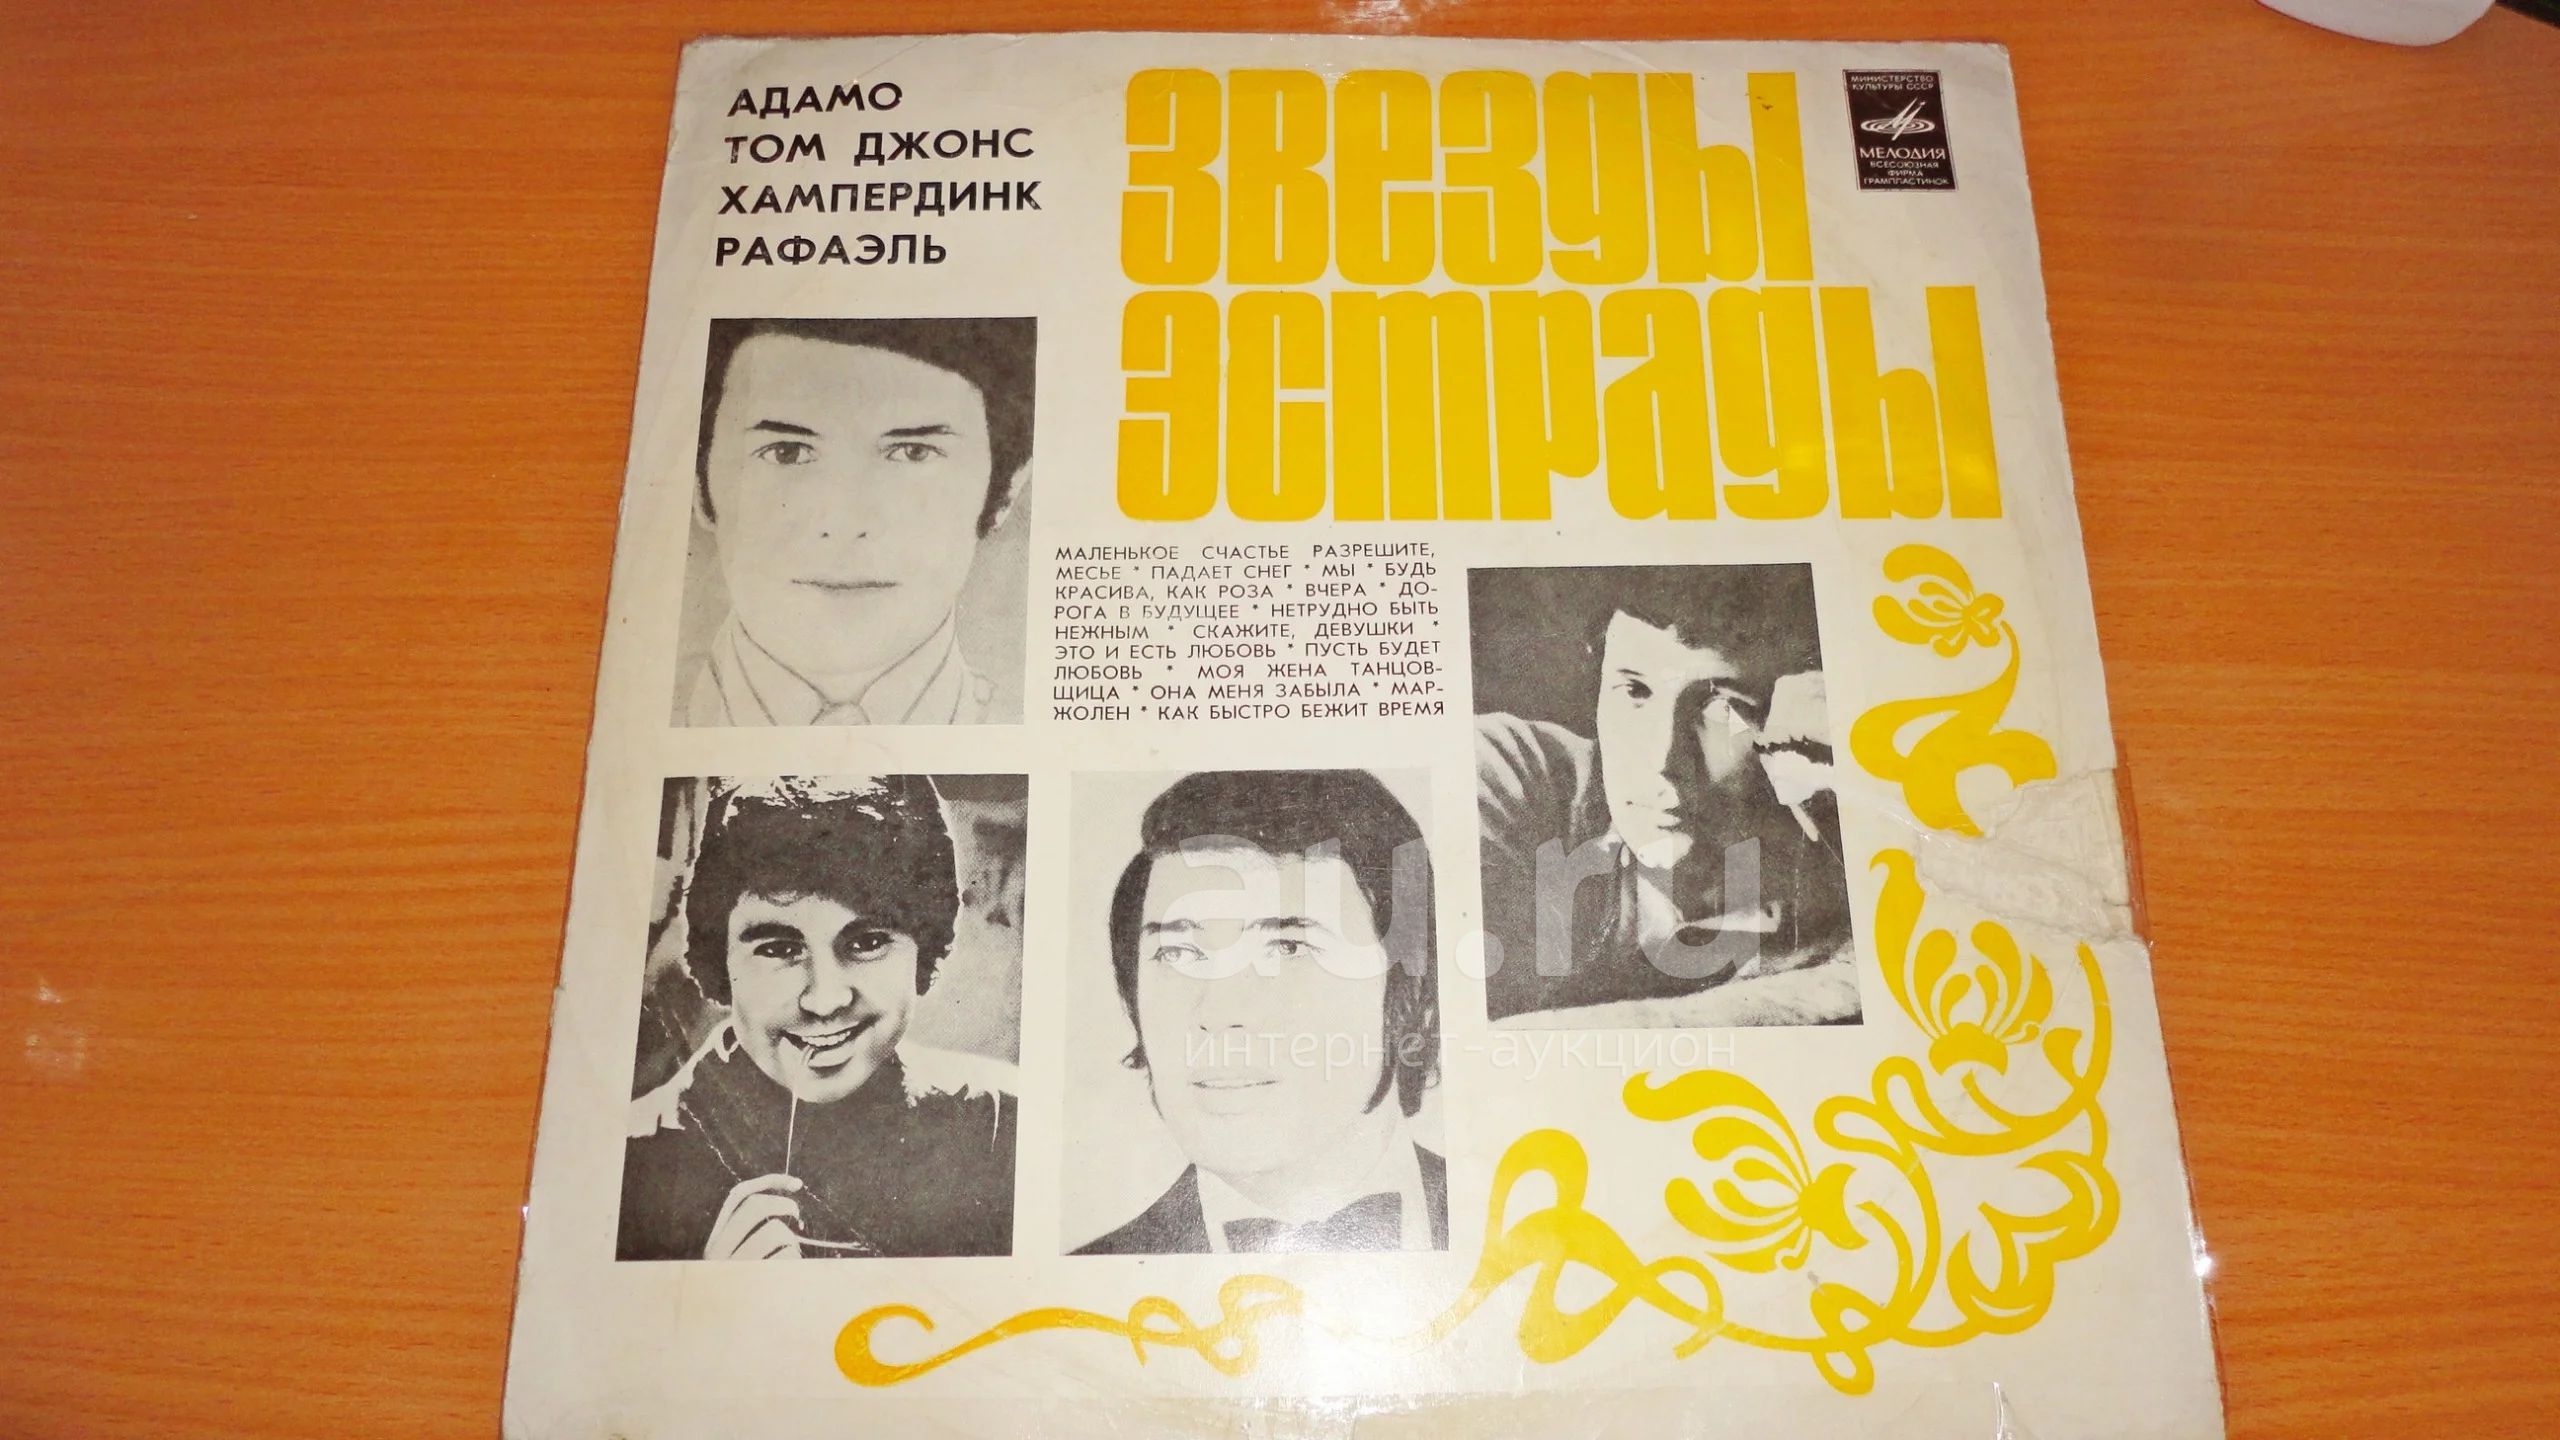 АДАМО
ТОМ ДЖОНС
ХАМПЕРДИНК
РАФАЭЛЬ
ЗВЕЗДЫ
ЭСТРАДЫ
МИНИСТЕРСТВО
КУЛЬТУРЫ СССР
МЕЛОДИЯ
ВСЕСОЮЗНАЯ
ФИРМА
ГРАМПЛАСТИНОК
МАЛЕНЬКОЕ СЧАСТЬЕ РАЗРЕШИТЕ,
МЕСЬЕ * ПАДАЕТ СНЕГ * МЫ * БУДЬ
КРАСИВА, КАК РОЗА * ВЧЕРА * ДО-
РОГА В БУДУЩЕЕ * НЕТРУДНО БЫТЬ
НЕЖНЫМ * СКАЖИТЕ, ДЕВУШКИ *
ЭТО И ЕСТЬ ЛЮБОВЬ * ПУСТЬ БУДЕТ
ЛЮБОВЬ * МОЯ ЖЕНА ТАНЦОВ-
ЩИЦА * ОНА МЕНЯ ЗАБЫЛА * МАР-
ЖОЛЕН * КАК БЫСТРО БЕЖИТ ВРЕМЯ
au.ru
интернет-аукцион